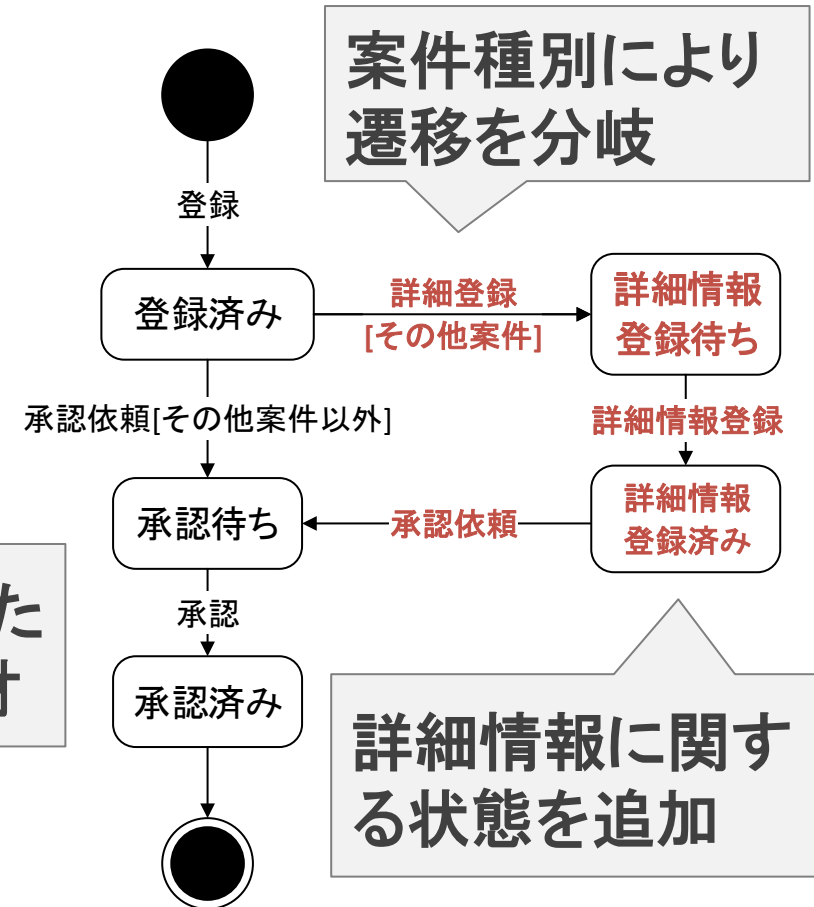 案件種別により
遷移を分岐
登録
登録済み
詳細登録
[その他案件]
詳細情報
登録待ち
承認依頼[その他案件以外]
詳細情報登録
承認待ち
承認依頼
詳細情報
登録済み
た
承認
承認済み
詳細情報に関す
る状態を追加